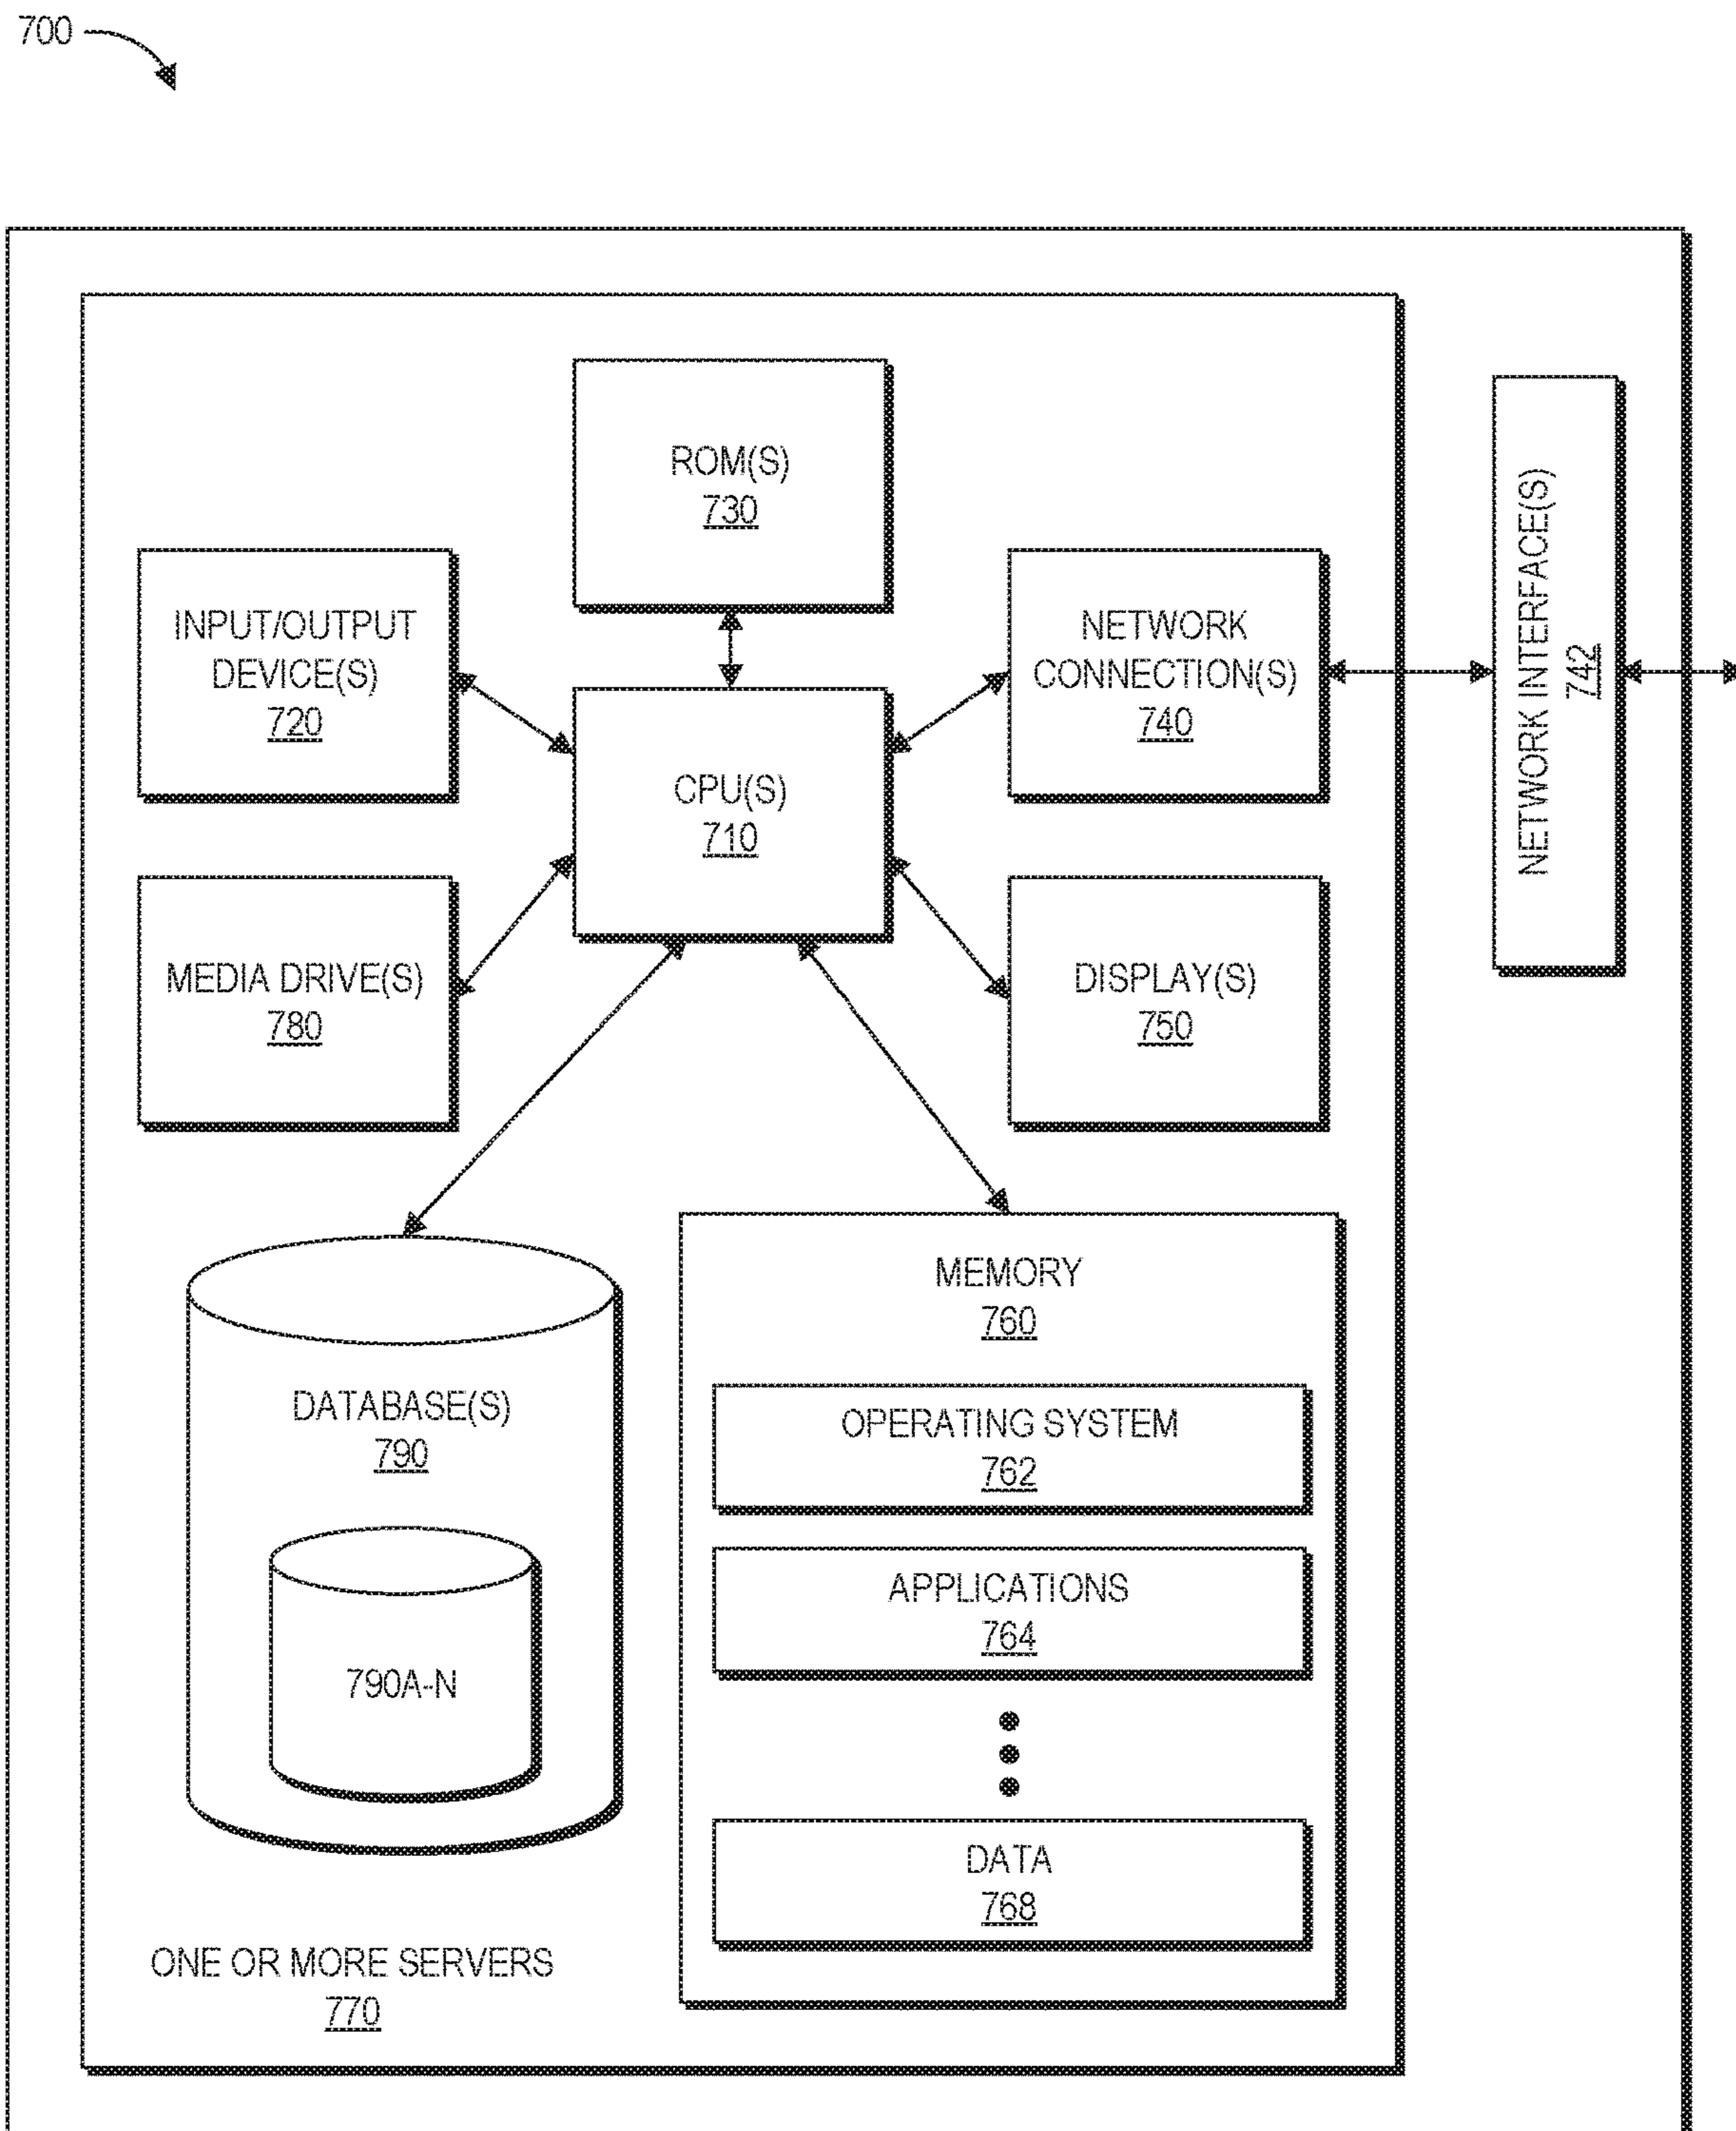 700
ROM(S)
730
INPUT/OUTPUT
DEVICE(S)
720
NETWORK
CONNECTION(S)
740
NETWORK INTERFACE(S)
742
CPU(S)
710
MEDIA DRIVE(S)
780
DISPLAY(S)
750
MEMORY
760
DATABASE(S)
790
OPERATING SYSTEM
762
APPLICATIONS
764
790A-N
DATA
768
ONE OR MORE SERVERS
770